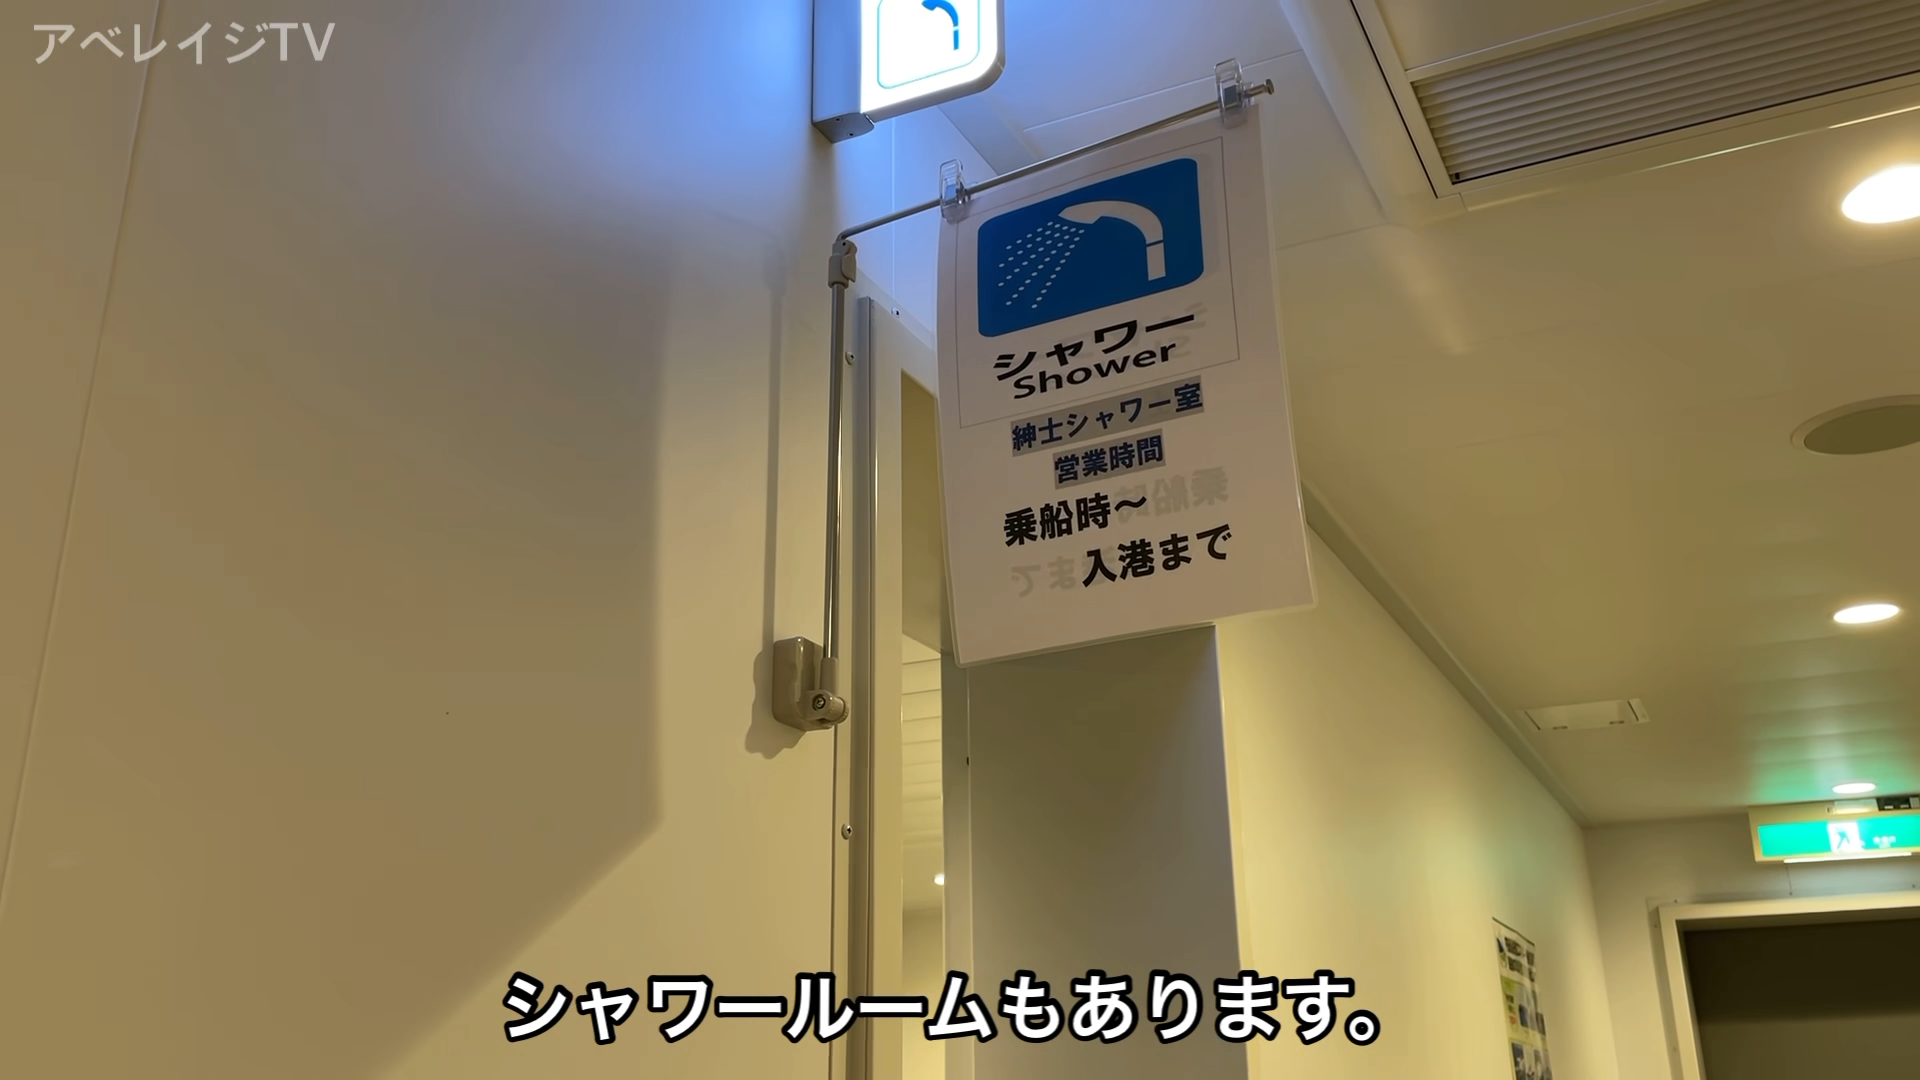 アベレイジTV
シャワー
Shower
紳士シャワー室
営業時間
乗船時～
入港まで
シャワールームもあります。